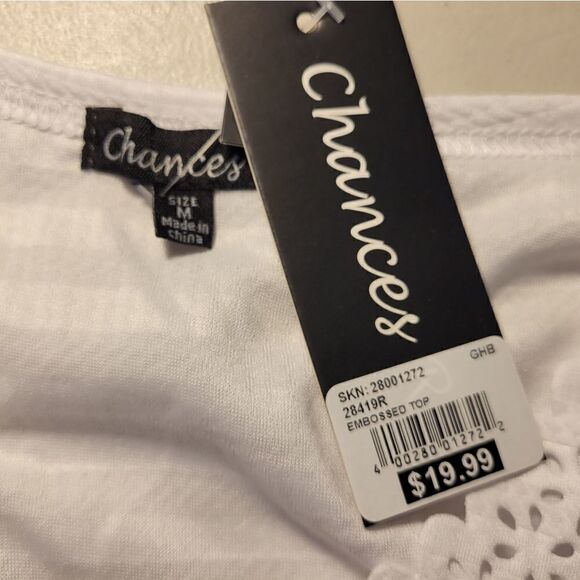 Chances
SIZE
M
Made in
China
Chances
GHB
SKN: 28001272
28419R
EMBOSSED TOP
4 00280 01272 2
$19.99